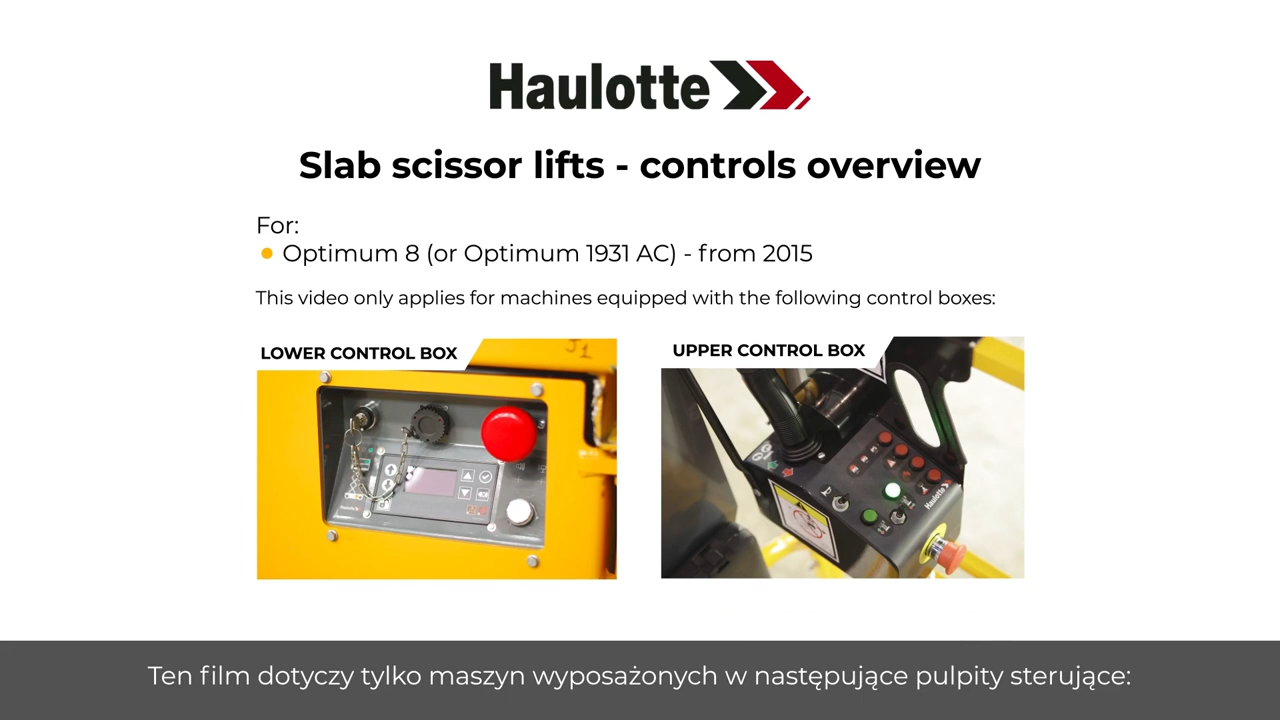 Haulotte
Slab scissor lifts - controls overview
For:
Optimum 8 (or Optimum 1931 AC) - from 2015
This video only applies for machines equipped with the following control boxes:
LOWER CONTROL BOX
UPPER CONTROL BOX
J1
Haulotte
Ten film dotyczy tylko maszyn wyposażonych w następujące pulpity sterujące: